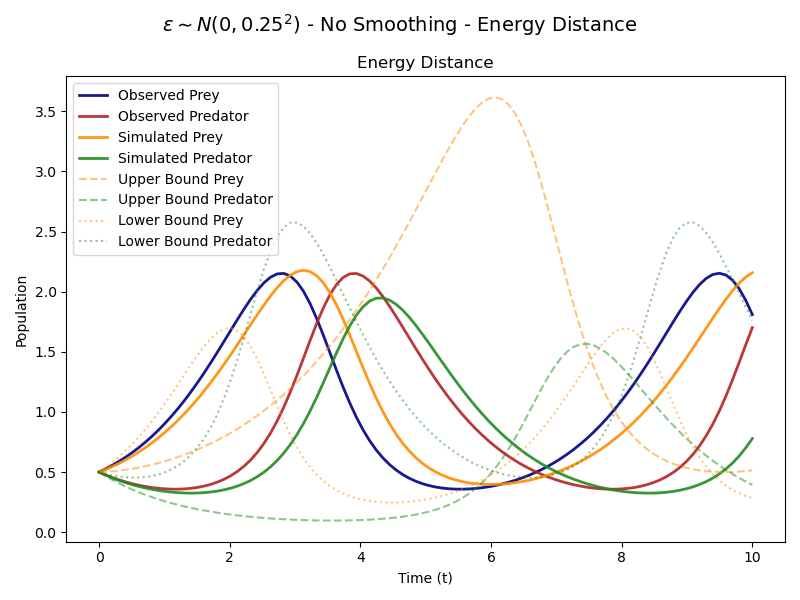 ε ~ N(0, 0.25²) - No Smoothing - Energy Distance
Energy Distance
Observed Prey
Observed Predator
Simulated Prey
Simulated Predator
Upper Bound Prey
Upper Bound Predator
Lower Bound Prey
Lower Bound Predator
Population
3.5
3.0
2.5
2.0
1.5
1.0
0.5
0.0
0 2 4 6 8 10
Time (t)